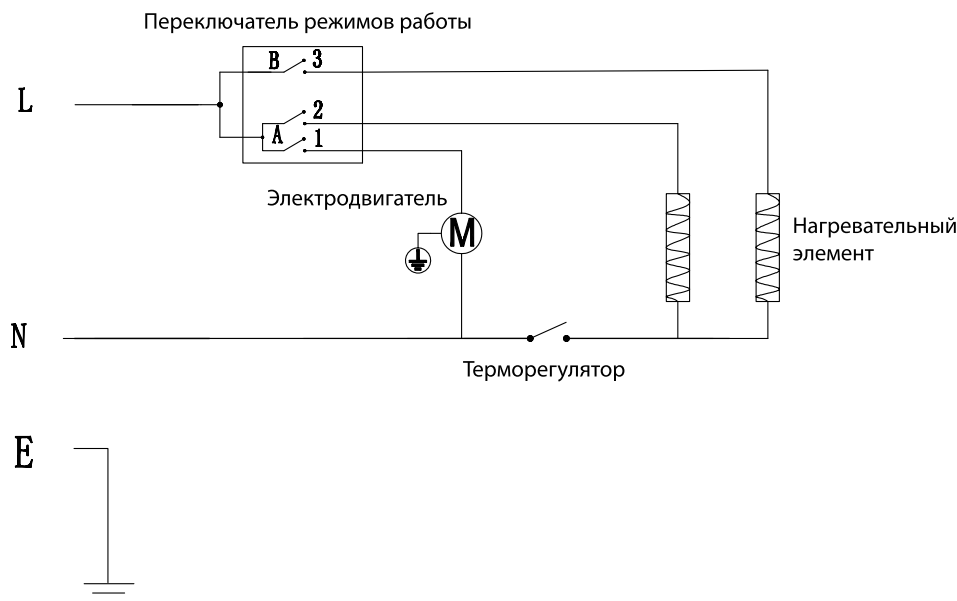 Переключатель режимов работы
B 3
L
2
A 1
Электродвигатель
M
Нагревательный
элемент
N
Терморегулятор
E